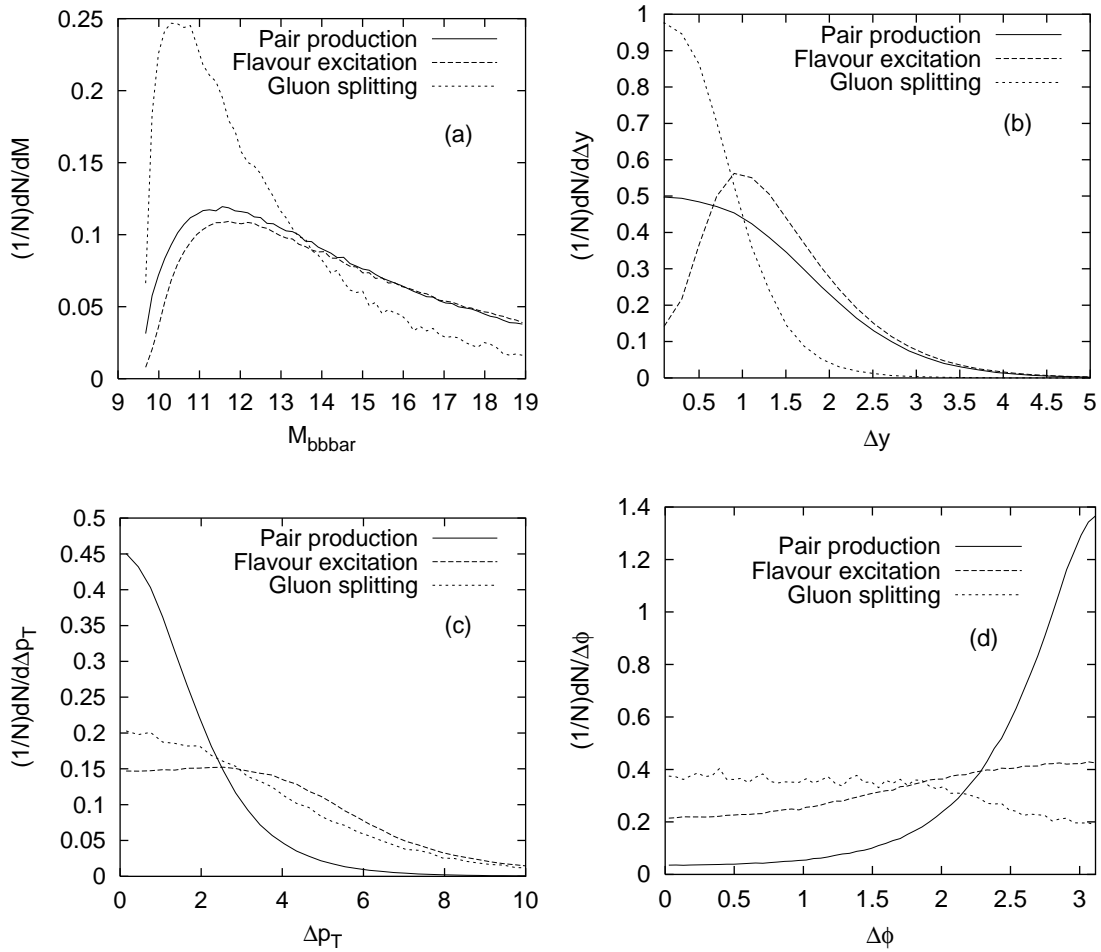 0.25
0.2
0.15
0.1
0.05
0
(1/N)dN/dM
Pair production
Flavour excitation
Gluon splitting
(a)
9 10 11 12 13 14 15 16 17 18 19
M_bbbar
1
0.9
0.8
0.7
0.6
0.5
0.4
0.3
0.2
0.1
0
(1/N)dN/dΔy
Pair production
Flavour excitation
Gluon splitting
(b)
0.5 1 1.5 2 2.5 3 3.5 4 4.5 5
Δy
0.5
0.45
0.4
0.35
0.3
0.25
0.2
0.15
0.1
0.05
0
(1/N)dN/dΔp_T
Pair production
Flavour excitation
Gluon splitting
(c)
0 2 4 6 8 10
Δp_T
1.4
1.2
1
0.8
0.6
0.4
0.2
0
(1/N)dN/Δϕ
Pair production
Flavour excitation
Gluon splitting
(d)
0 0.5 1 1.5 2 2.5 3
Δϕ